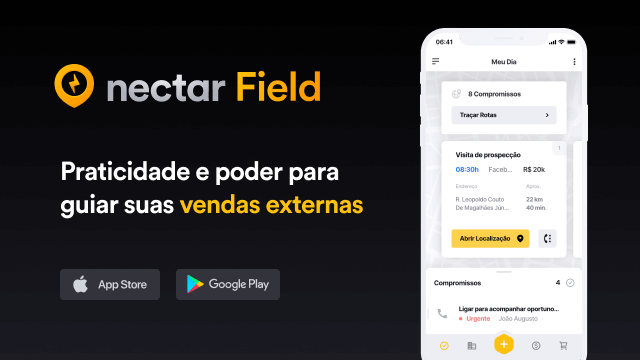 nectar Field
Praticidade e poder para
guiar suas vendas externas
App Store
Google Play
06:41
Meu Dia
8 Compromissos
Traçar Rotas
Visita de prospecção
08:30h Faceb... R$ 20k
Endereço Aprox.
R. Leopoldo Couto 22 km
De Magalhães Jún... 40 min.
Abrir Localização
Compromissos 4
Ligar para acompanhar oportuno...
Urgente João Augusto